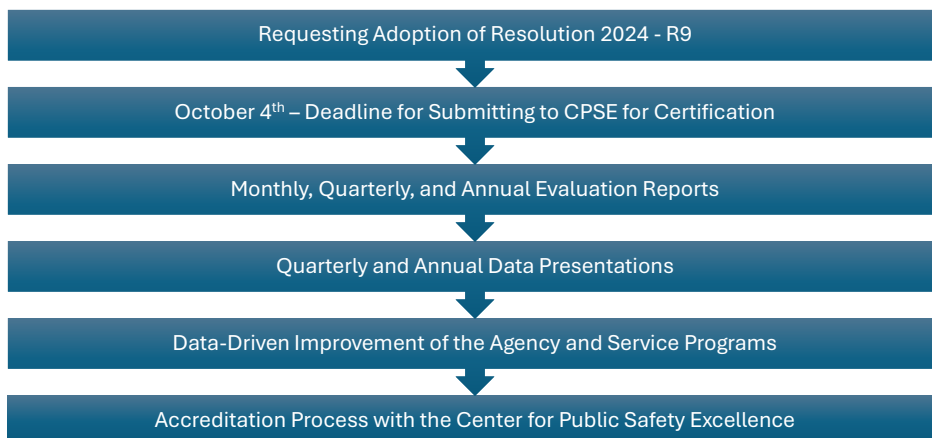 Requesting Adoption of Resolution 2024 - R9
October 4th – Deadline for Submitting to CPSE for Certification
Monthly, Quarterly, and Annual Evaluation Reports
Quarterly and Annual Data Presentations
Data-Driven Improvement of the Agency and Service Programs
Accreditation Process with the Center for Public Safety Excellence